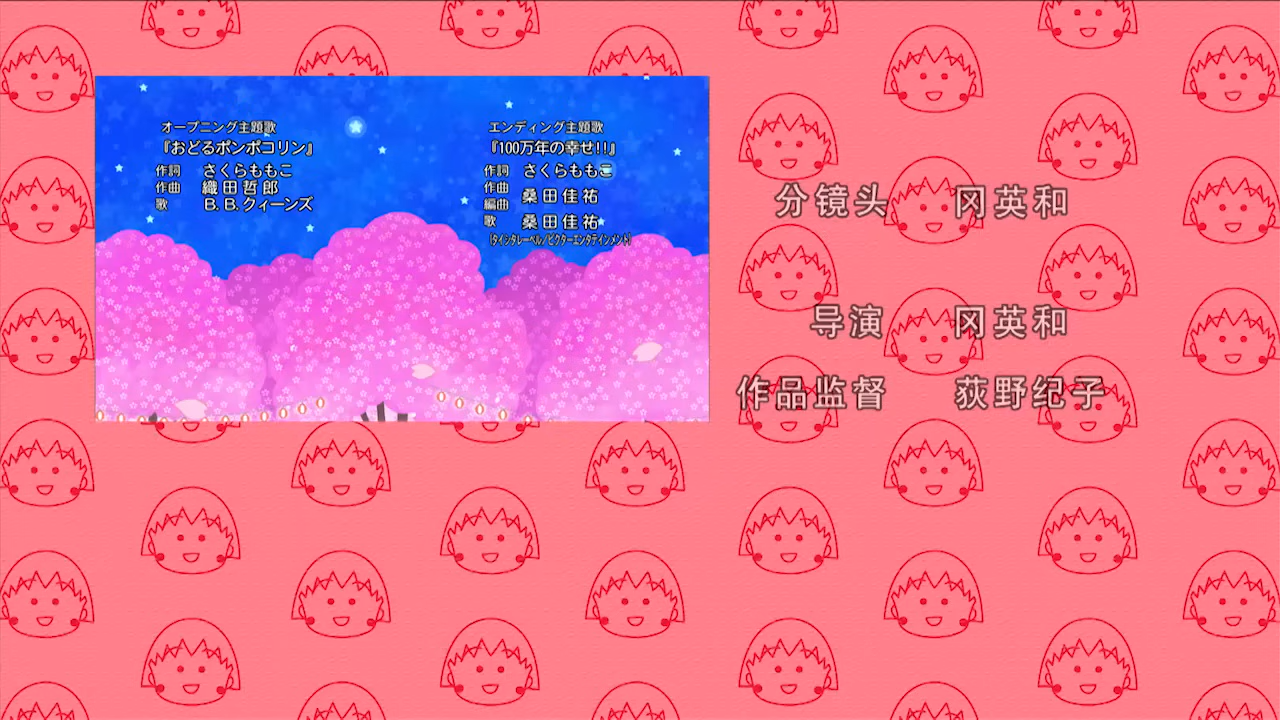 オープニング主題歌
『おどるポンポコリン』
作詞 さくらももこ
作曲 織田哲郎
歌 B.B.クィーンズ
エンディング主題歌
『100万年の幸せ!!』
作詞 さくらももこ
作曲
編曲 桑田佳祐
歌 桑田佳祐
(タイシタレーベル/ビクターエンタテインメント)
分镜头 冈英和
导演 冈英和
作品监督 荻野纪子